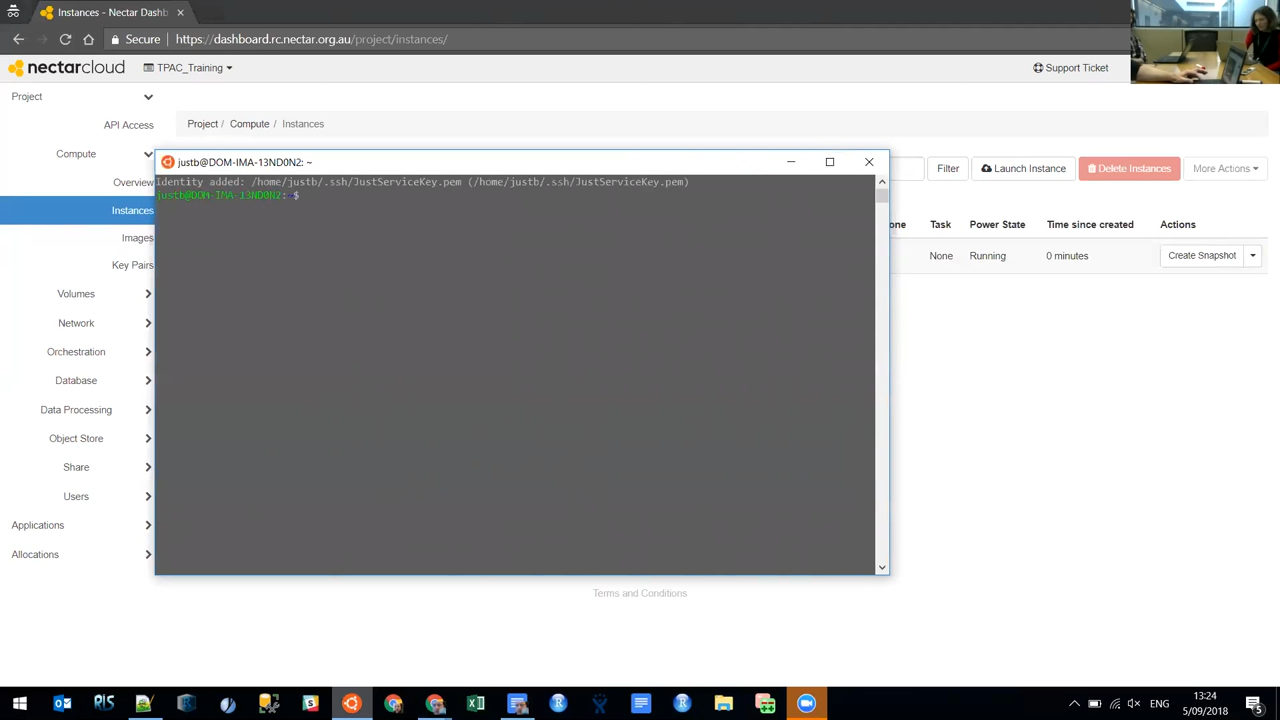 Instances - Nectar Dashb
Secure https://dashboard.rc.nectar.org.au/project/instances/
nectarcloud TPAC_Training Support Ticket
Project
API Access
Project / Compute / Instances
Compute
justb@DOM-IMA-13ND0N2: ~
Filter Launch Instance Delete Instances More Actions
Identity added: /home/justb/.ssh/JustServiceKey.pem (/home/justb/.ssh/JustServiceKey.pem)
Overview
justb@DOM-IMA-13ND0N2:~$
Instances
one Task Power State Time since created Actions
Images
None Running 0 minutes Create Snapshot
Key Pairs
Volumes
Network
Orchestration
Database
Data Processing
Object Store
Share
Users
Applications
Allocations
Terms and Conditions
ENG
13:24
5/09/2018
5